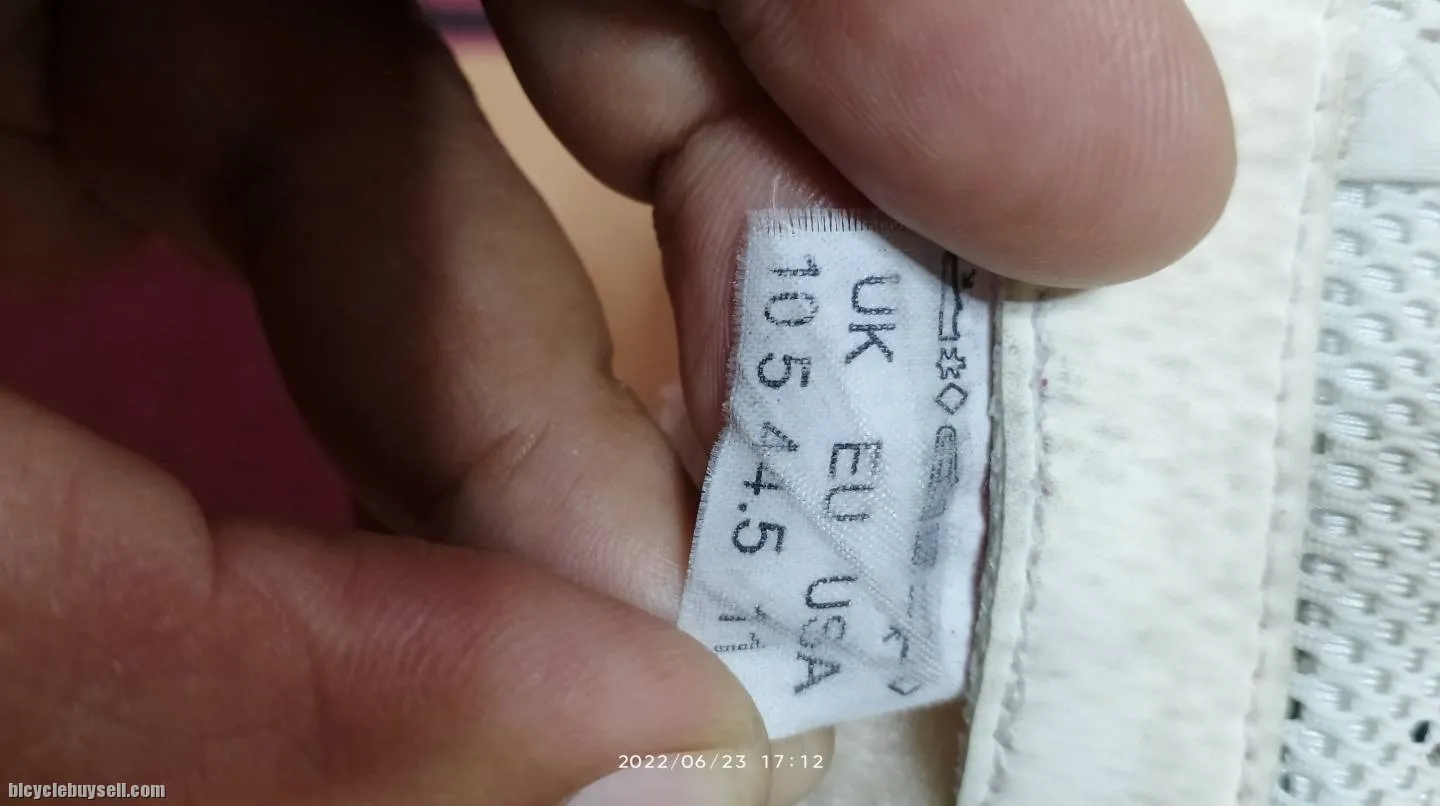 UK EU USA
10 5 44.5 11
2022/06/23 17:12
bicyclebuysell.com